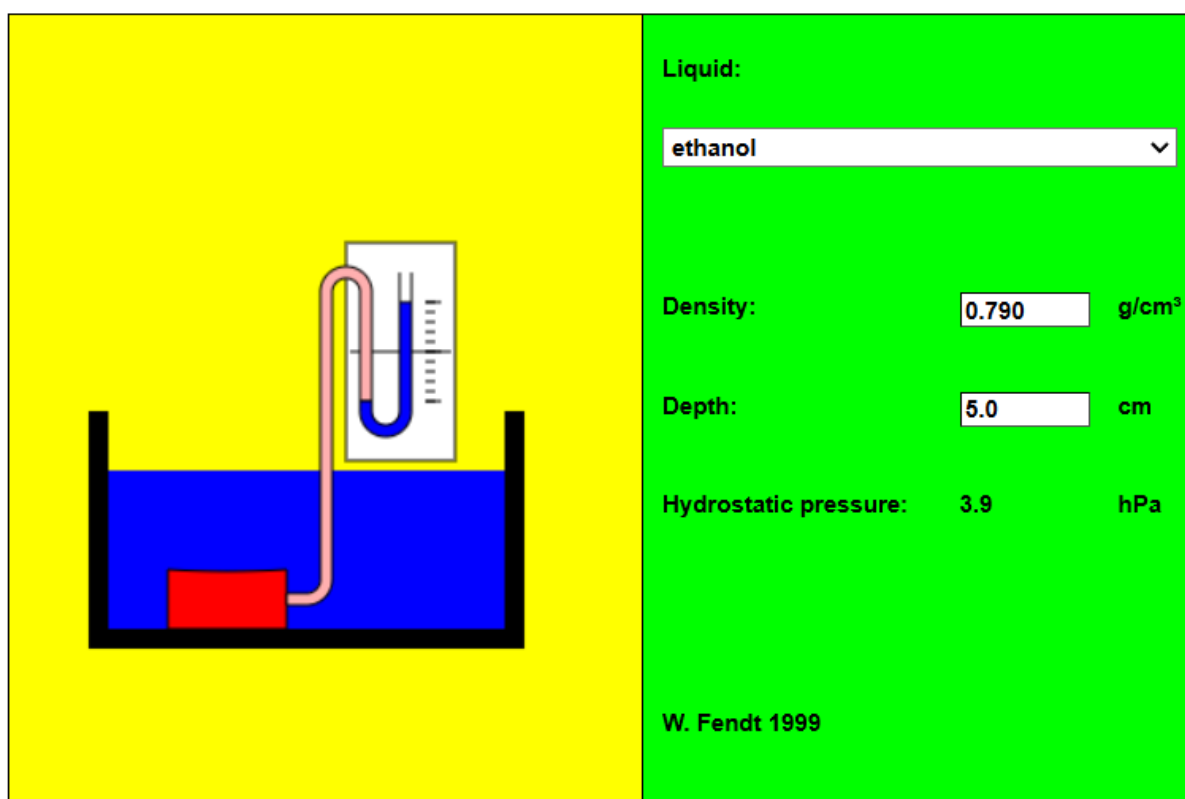 Liquid:
ethanol
Density: 0.790 g/cm³
Depth: 5.0 cm
Hydrostatic pressure: 3.9 hPa
W. Fendt 1999